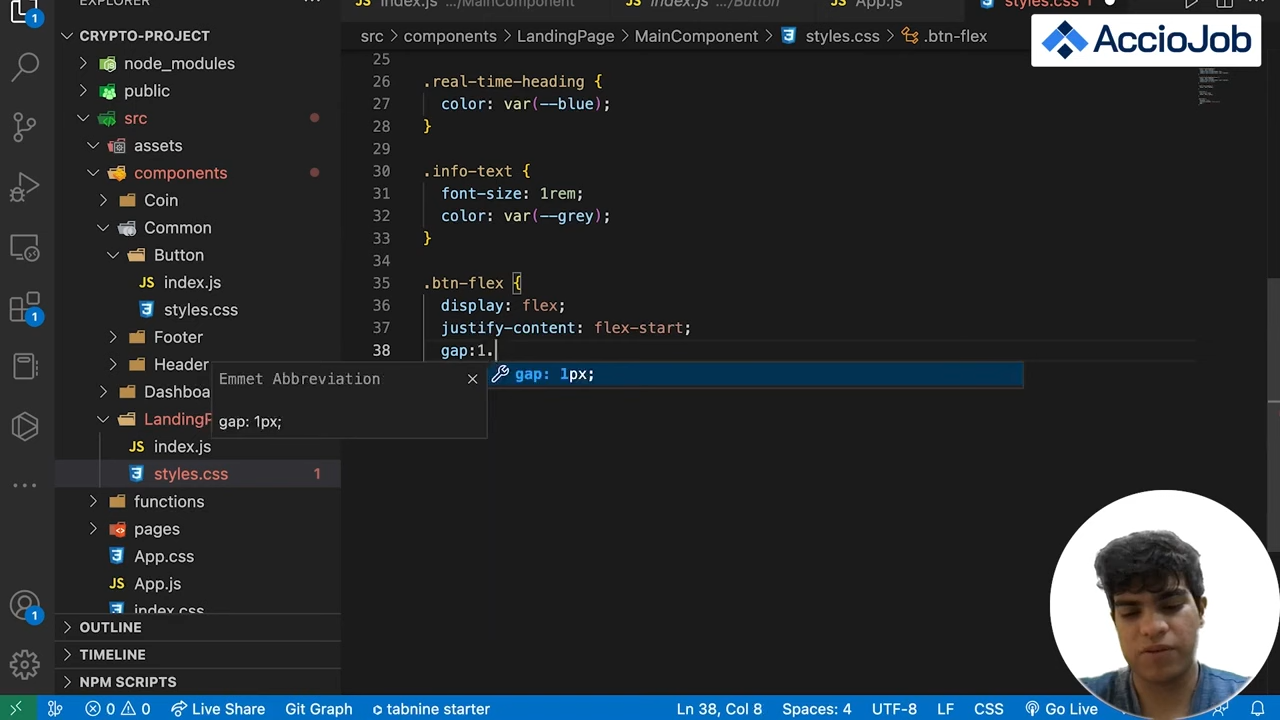 EXPLORER
index.js .../MainComponent
index.js .../Button
App.js
styles.css 1
AccioJob
1
CRYPTO-PROJECT
src
components
LandingPage
MainComponent
styles.css
.btn-flex
node_modules
public
src
assets
components
Coin
Common
Button
index.js
styles.css
Footer
Header
Dashboa
LandingP
index.js
styles.css 1
functions
pages
App.css
App.js
index.css
OUTLINE
TIMELINE
NPM SCRIPTS
25
26 .real-time-heading {
27 color: var(--blue);
28 }
29
30 .info-text {
31 font-size: 1rem;
32 color: var(--grey);
33 }
34
35 .btn-flex {
36 display: flex;
37 justify-content: flex-start;
38 gap:1.
gap: 1px;
Emmet Abbreviation
gap: 1px;
1
1
0 0 Live Share Git Graph tabnine starter Ln 38, Col 8 Spaces: 4 UTF-8 LF CSS Go Live